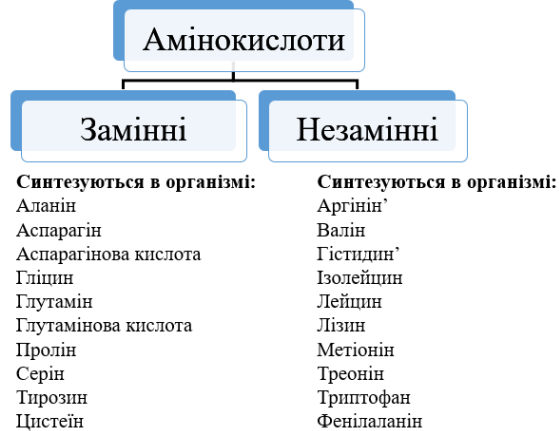 Амінокислоти
Замінні
Незамінні
Синтезуються в організмі:
Аланін
Аспарагін
Аспарагінова кислота
Гліцин
Глутамін
Глутамінова кислота
Пролін
Серін
Тирозин
Цистеїн
Синтезуються в організмі:
Аргінін’
Валін
Гістидин’
Ізолейцин
Лейцин
Лізин
Метіонін
Треонін
Триптофан
Фенілаланін